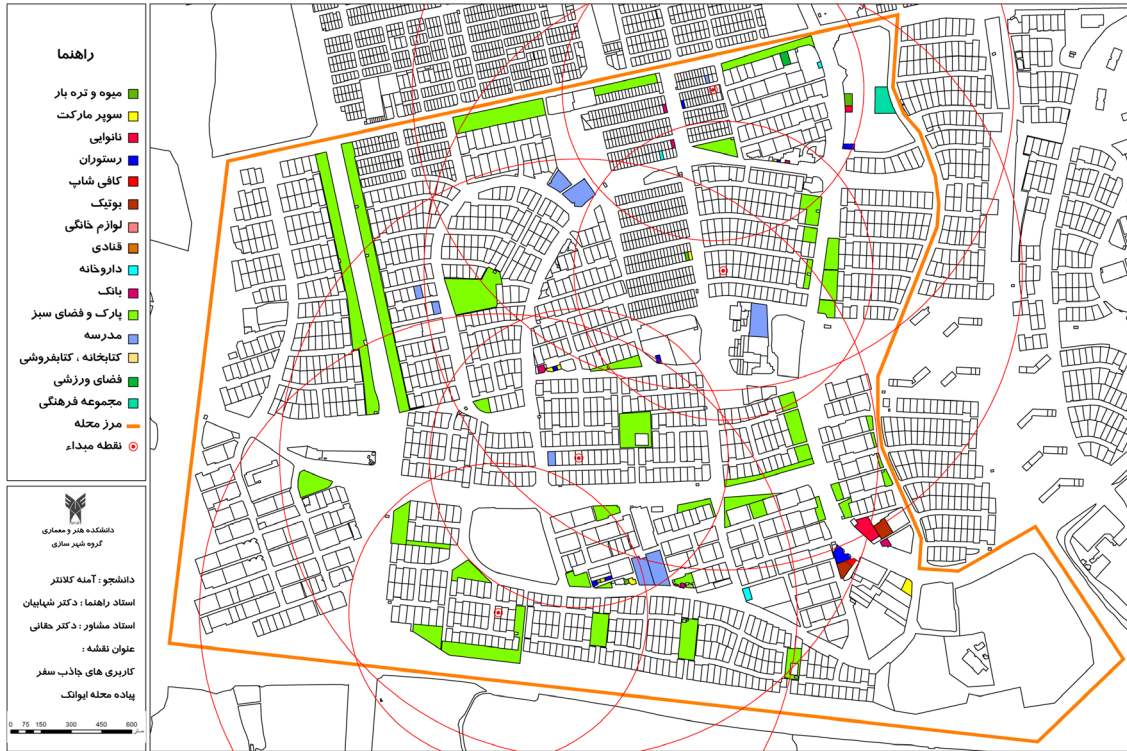 راهنما
میوه و تره بار
سوپر مارکت
نانوایی
رستوران
کافی شاپ
بوتیک
لوازم خانگی
قنادی
داروخانه
بانک
پارک و فضای سبز
مدرسه
کتابخانه ، کتابفروشی
فضای ورزشی
مجموعه فرهنگی
مرز محله
نقطه مبداء
دانشکده هنر و معماری
گروه شهر سازی
دانشجو : آمنه کلانتر
استاد راهنما : دکتر شهابیان
استاد مشاور : دکتر حقانی
عنوان نقشه :
کاربری های جاذب سفر
پیاده محله ایوانک
0 75 150 300 450 600 متر